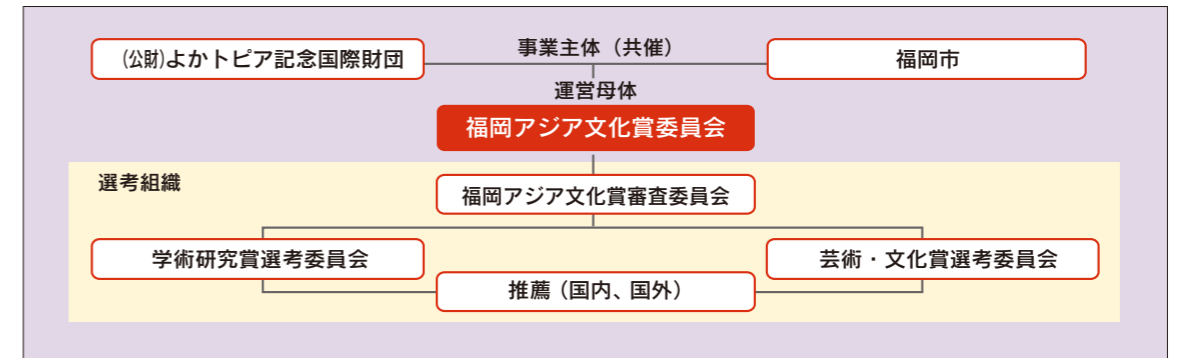 事業主体（共催）
(公財)よかトピア記念国際財団
福岡市
運営母体
福岡アジア文化賞委員会
選考組織
福岡アジア文化賞審査委員会
学術研究賞選考委員会
芸術・文化賞選考委員会
推薦（国内、国外）